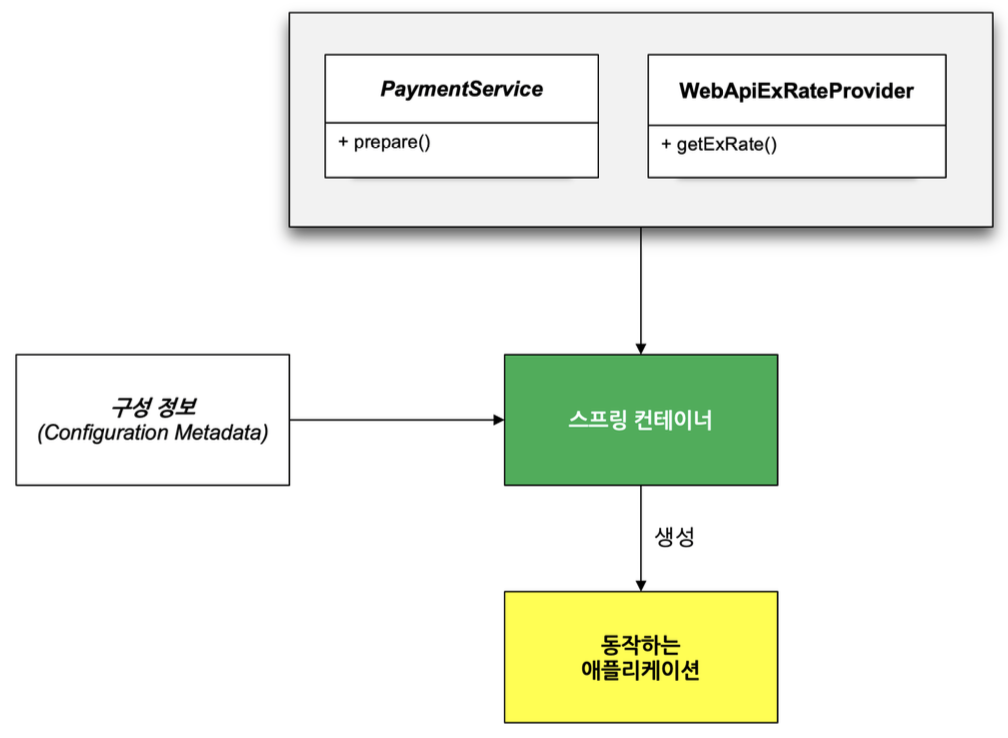 PaymentService
+ prepare()
WebApiExRateProvider
+ getExRate()
구성 정보
(Configuration Metadata)
스프링 컨테이너
생성
동작하는
애플리케이션